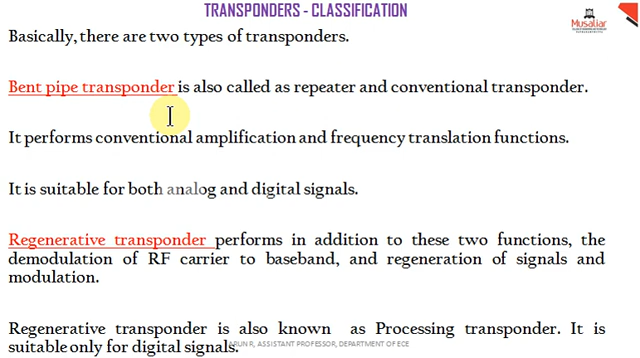 TRANSPONDERS - CLASSIFICATION
Musaliar
Basically, there are two types of transponders.
Bent pipe transponder is also called as repeater and conventional transponder.
It performs conventional amplification and frequency translation functions.
It is suitable for both analog and digital signals.
Regenerative transponder performs in addition to these two functions, the
demodulation of RF carrier to baseband, and regeneration of signals and
modulation.
Regenerative transponder is also known as Processing transponder. It is
suitable only for digital signals.
ARUN R, ASSISTANT PROFESSOR, DEPARTMENT OF ECE